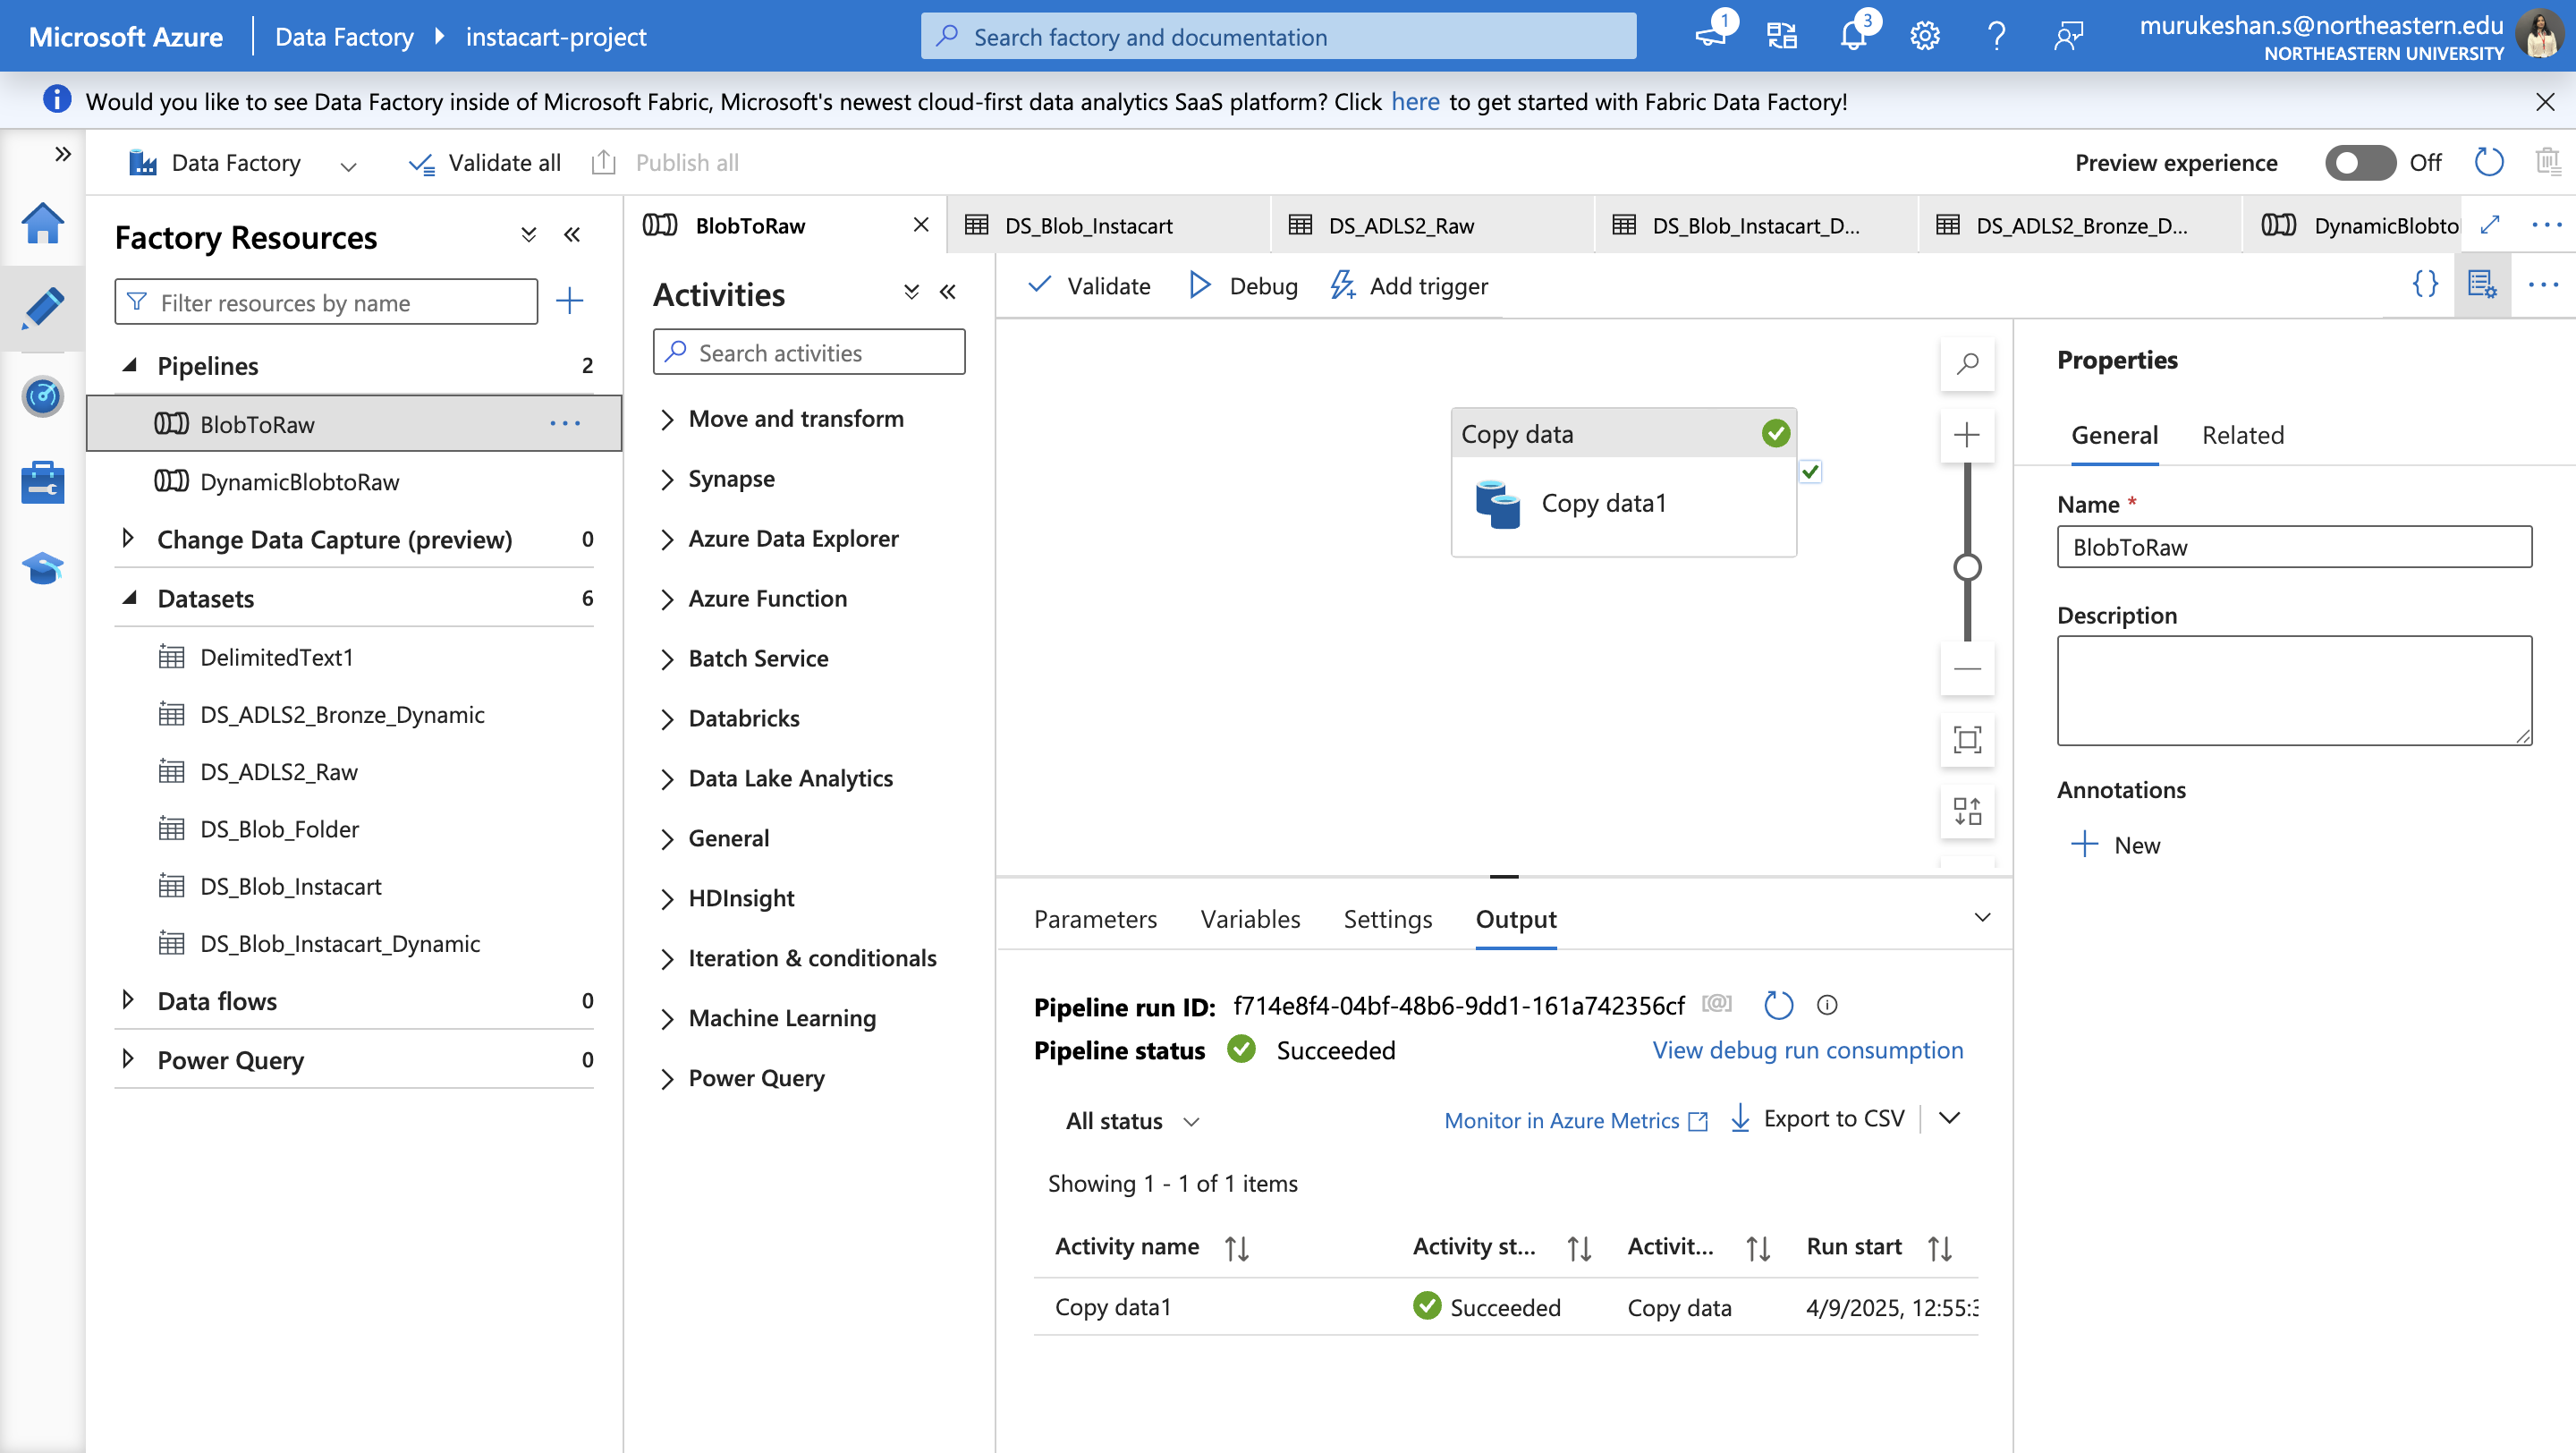 Microsoft Azure
Data Factory
instacart-project
Search factory and documentation
1
3
murukeshan.s@northeastern.edu
NORTHEASTERN UNIVERSITY
Would you like to see Data Factory inside of Microsoft Fabric, Microsoft's newest cloud-first data analytics SaaS platform? Click here to get started with Fabric Data Factory!
Data Factory
Validate all
Publish all
Preview experience
Off
Factory Resources
Filter resources by name
Pipelines 2
BlobToRaw
DynamicBlobtoRaw
Change Data Capture (preview) 0
Datasets 6
DelimitedText1
DS_ADLS2_Bronze_Dynamic
DS_ADLS2_Raw
DS_Blob_Folder
DS_Blob_Instacart
DS_Blob_Instacart_Dynamic
Data flows 0
Power Query 0
BlobToRaw
DS_Blob_Instacart
DS_ADLS2_Raw
DS_Blob_Instacart_D...
DS_ADLS2_Bronze_D...
DynamicBlobto
Activities
Search activities
Move and transform
Synapse
Azure Data Explorer
Azure Function
Batch Service
Databricks
Data Lake Analytics
General
HDInsight
Iteration & conditionals
Machine Learning
Power Query
Validate
Debug
Add trigger
{}
Copy data
Copy data1
Parameters
Variables
Settings
Output
Pipeline run ID: f714e8f4-04bf-48b6-9dd1-161a742356cf [@]
Pipeline status Succeeded
View debug run consumption
All status
Monitor in Azure Metrics
Export to CSV
Showing 1 - 1 of 1 items
Activity name Activity st... Activit... Run start
Copy data1 Succeeded Copy data 4/9/2025, 12:55:3
Properties
General
Related
Name *
BlobToRaw
Description
Annotations
New